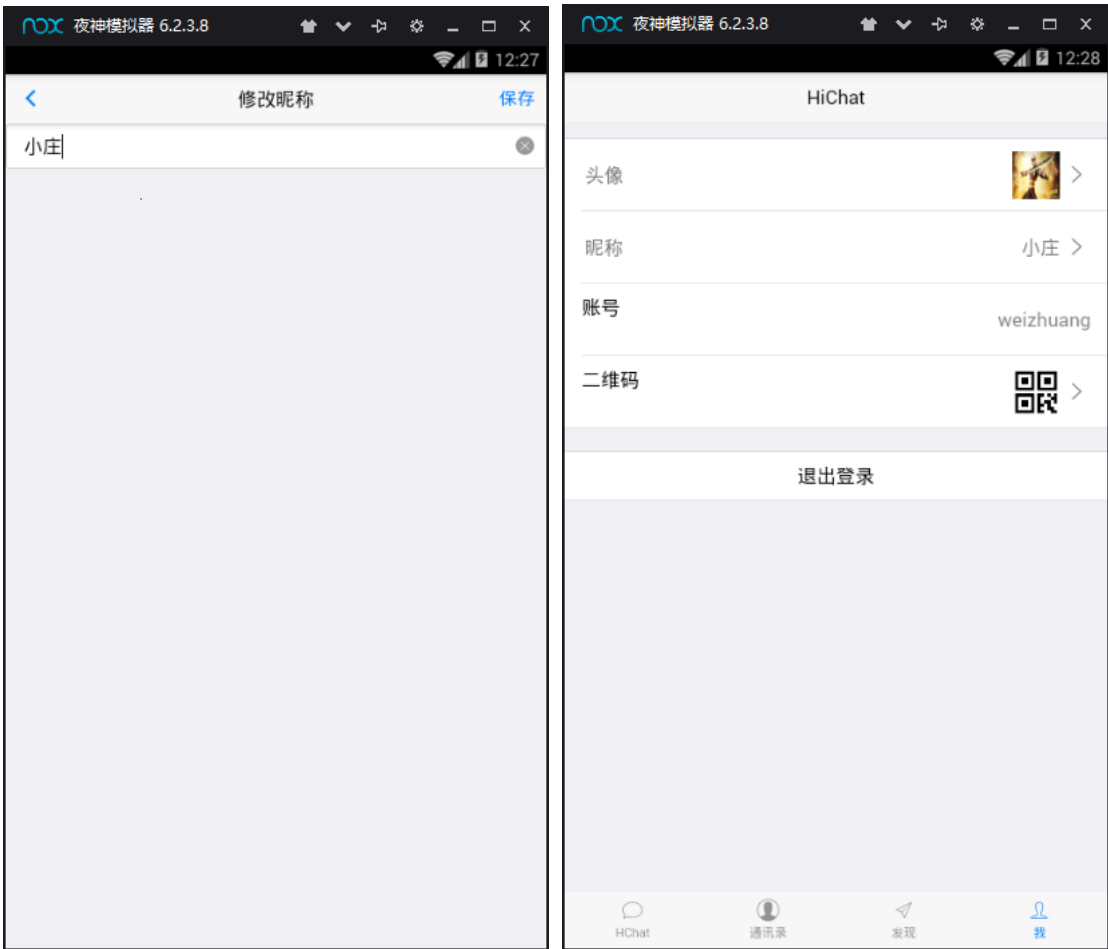 nox 夜神模拟器 6.2.3.8
12:27
修改昵称 保存
小庄
nox 夜神模拟器 6.2.3.8
12:28
HiChat
头像
昵称 小庄
账号 weizhuang
二维码
退出登录
HChat 通讯录 发现 我